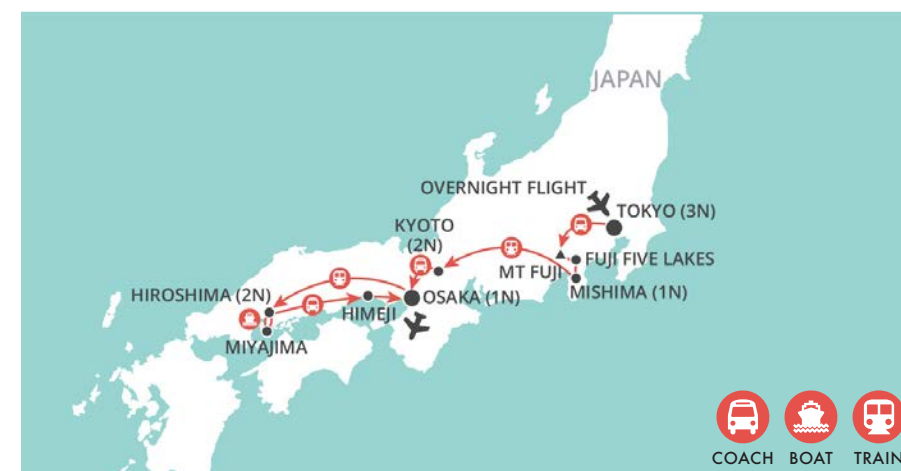 JAPAN
OVERNIGHT FLIGHT
TOKYO (3N)
KYOTO
(2N)
FUJI FIVE LAKES
MT FUJI
MISHIMA (1N)
HIROSHIMA (2N)
OSAKA (1N)
HIMEJI
MIYAJIMA
COACH BOAT TRAIN